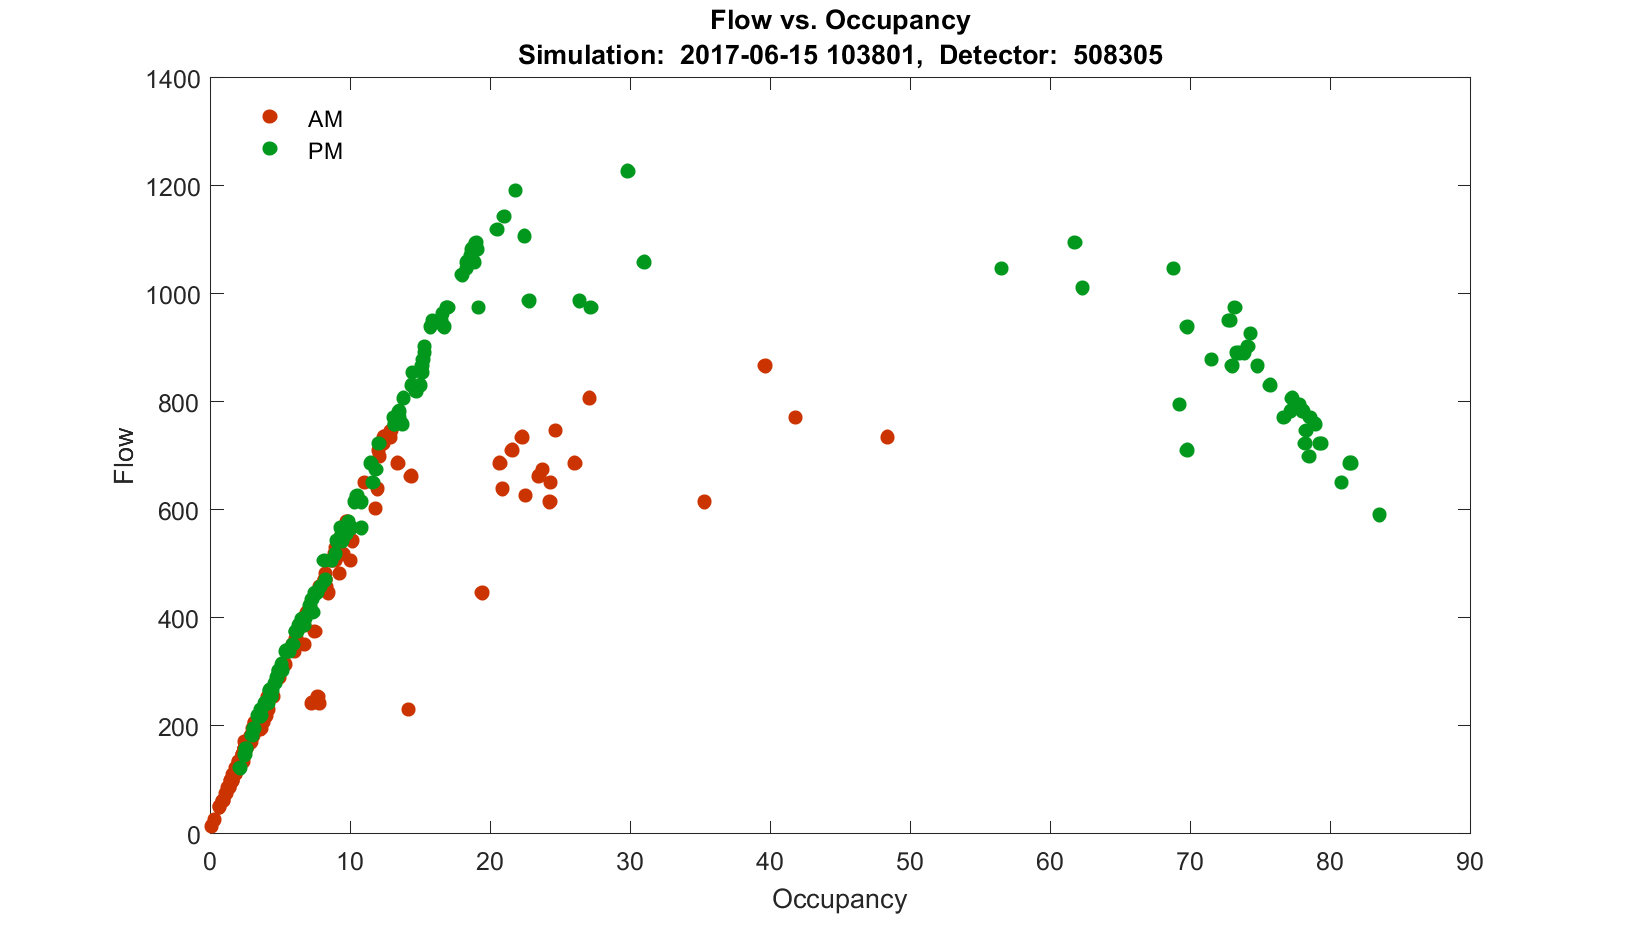 Flow vs. Occupancy
Simulation:  2017-06-15 103801,  Detector:  508305
1400
1200
1000
800
600
400
200
0
Flow
AM
PM
0 10 20 30 40 50 60 70 80 90
Occupancy